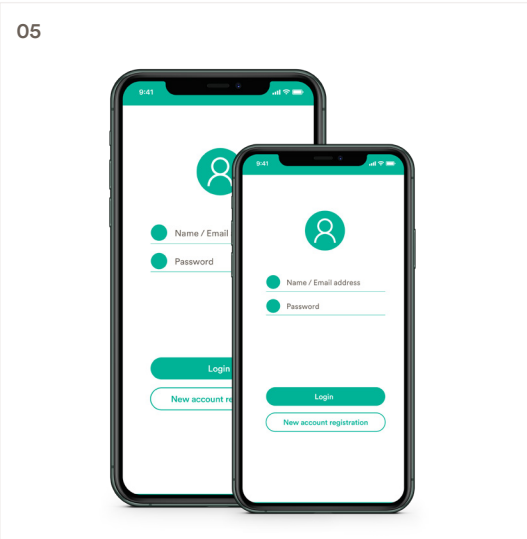 05
9:41
Name / Email
Password
Login
New account re
9:41
Name / Email address
Password
Login
New account registration